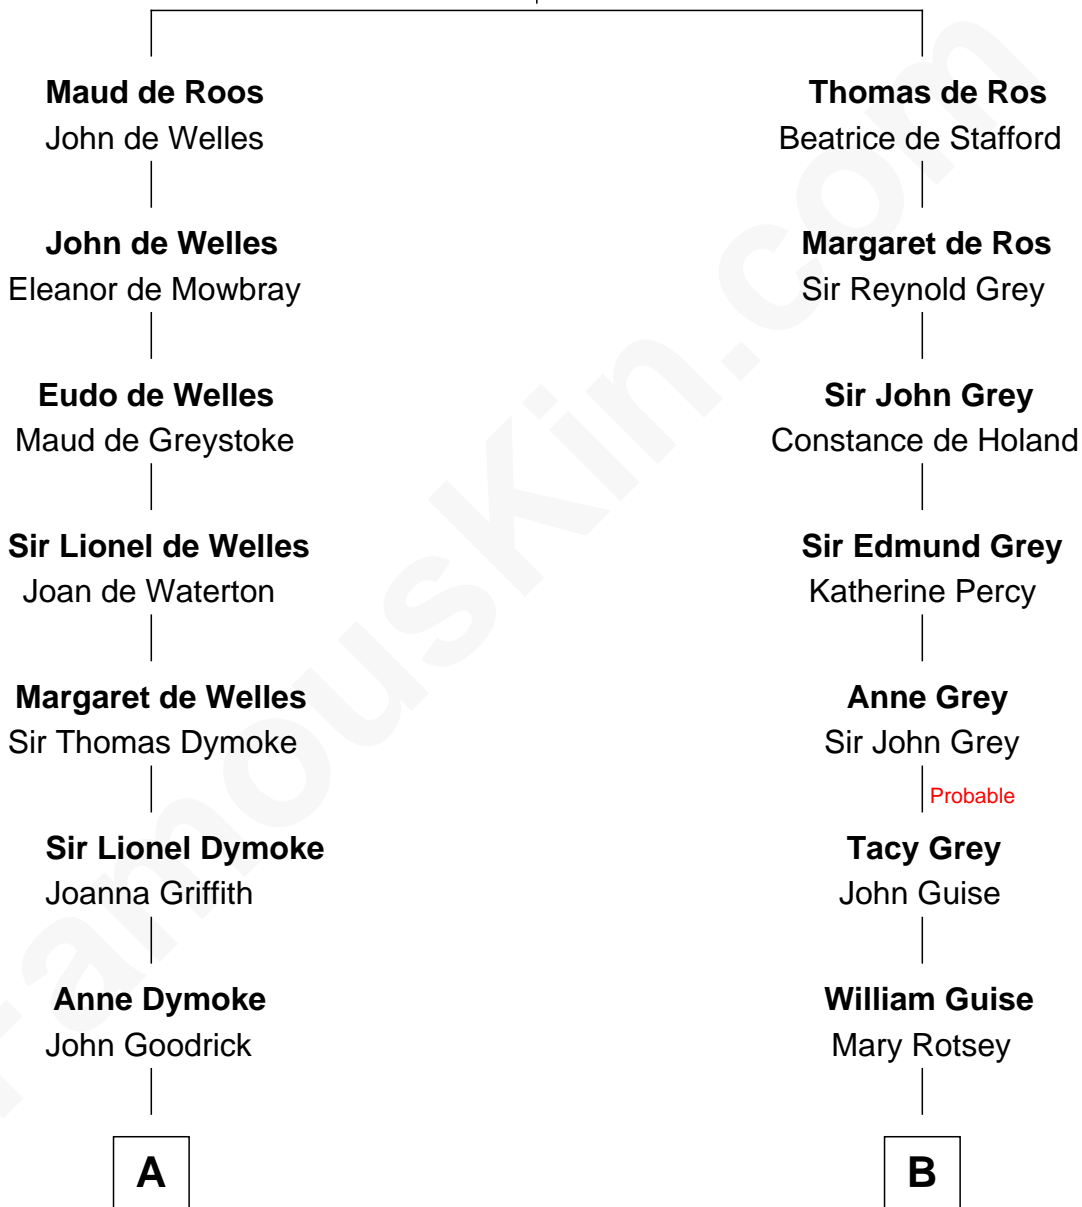 Maud de Roos
John de Welles
Thomas de Ros
Beatrice de Stafford
John de Welles
Eleanor de Mowbray
Margaret de Ros
Sir Reynold Grey
Eudo de Welles
Maud de Greystoke
Sir John Grey
Constance de Holand
Sir Lionel de Welles
Joan de Waterton
Sir Edmund Grey
Katherine Percy
Margaret de Welles
Sir Thomas Dymoke
Anne Grey
Sir John Grey
Probable
Sir Lionel Dymoke
Joanna Griffith
Tacy Grey
John Guise
Anne Dymoke
John Goodrick
William Guise
Mary Rotsey
A
B
FamousKin.com